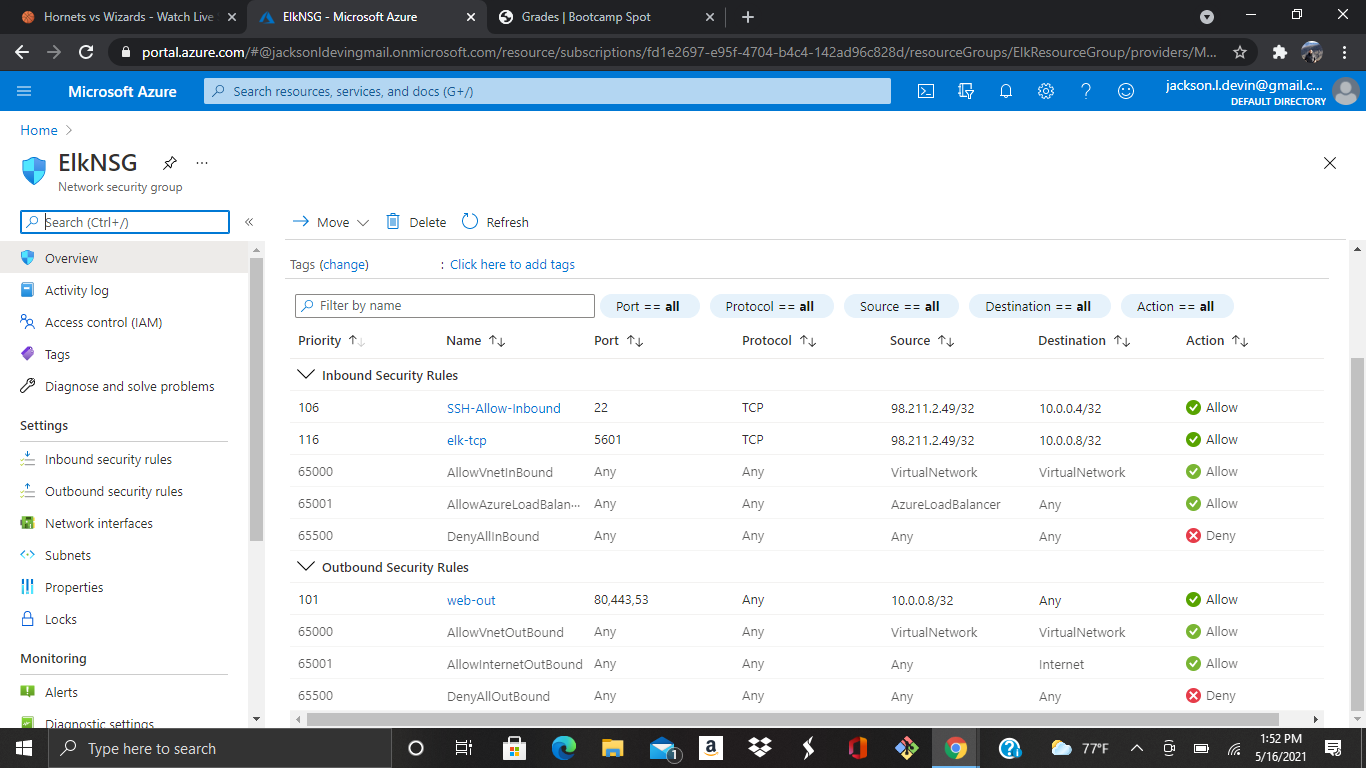 Hornets vs Wizards - Watch Live
ElkNSG - Microsoft Azure
Grades | Bootcamp Spot
portal.azure.com/#@jacksonldevingmail.onmicrosoft.com/resource/subscriptions/fd1e2697-e95f-4704-b4c4-142ad96c828d/resourceGroups/ElkResourceGroup/providers/M...
Microsoft Azure
Search resources, services, and docs (G+/)
jackson.l.devin@gmail.c...
DEFAULT DIRECTORY
Home
ElkNSG
...
Network security group
Search (Ctrl+/)
«
Move
Delete
Refresh
Overview
Activity log
Access control (IAM)
Tags
Diagnose and solve problems
Settings
Inbound security rules
Outbound security rules
Network interfaces
Subnets
Properties
Locks
Monitoring
Alerts
Diagnostic settings
Tags (change) : Click here to add tags
Filter by name
Port == all
Protocol == all
Source == all
Destination == all
Action == all
Priority Name Port Protocol Source Destination Action
Inbound Security Rules
106 SSH-Allow-Inbound 22 TCP 98.211.2.49/32 10.0.0.4/32 Allow
116 elk-tcp 5601 TCP 98.211.2.49/32 10.0.0.8/32 Allow
65000 AllowVnetInBound Any Any VirtualNetwork VirtualNetwork Allow
65001 AllowAzureLoadBalan... Any Any AzureLoadBalancer Any Allow
65500 DenyAllInBound Any Any Any Any Deny
Outbound Security Rules
101 web-out 80,443,53 Any 10.0.0.8/32 Any Allow
65000 AllowVnetOutBound Any Any VirtualNetwork VirtualNetwork Allow
65001 AllowInternetOutBound Any Any Any Internet Allow
65500 DenyAllOutBound Any Any Any Any Deny
Type here to search
1
77°F
1:52 PM
5/16/2021